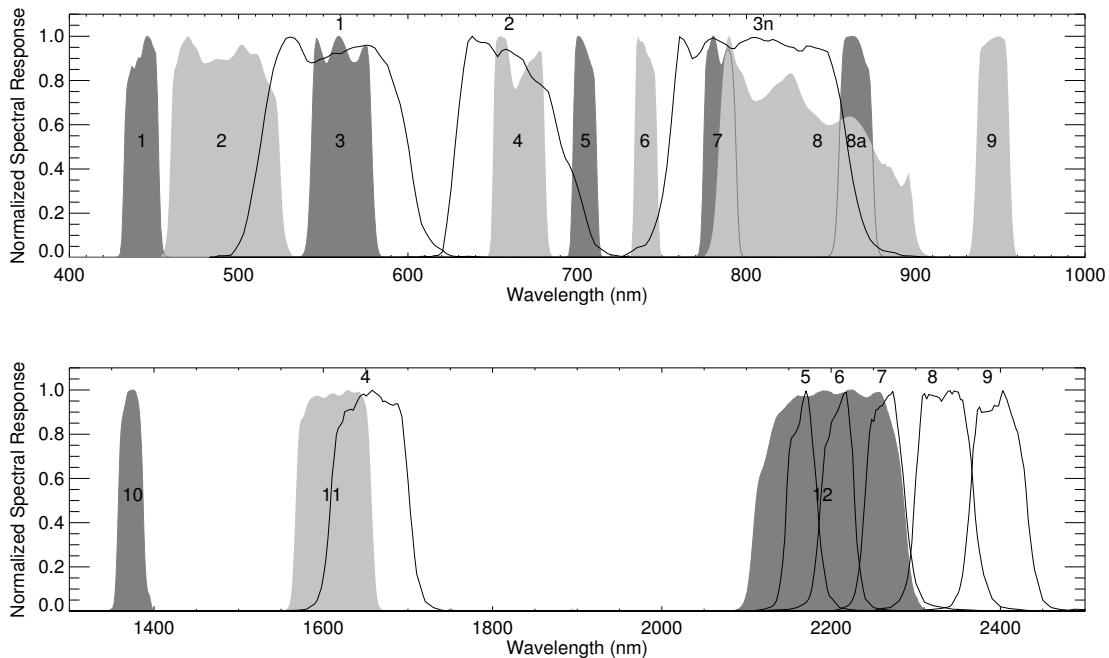 1 2 3n
Normalized Spectral Response
1.0
0.8
0.6
0.4
0.2
0.0
1 2 3 4 5 6 7 8 8a 9
400 500 600 700 800 900 1000
Wavelength (nm)
4 5 6 7 8 9
Normalized Spectral Response
1.0
0.8
0.6
0.4
0.2
0.0
10 11 12
1400 1600 1800 2000 2200 2400
Wavelength (nm)